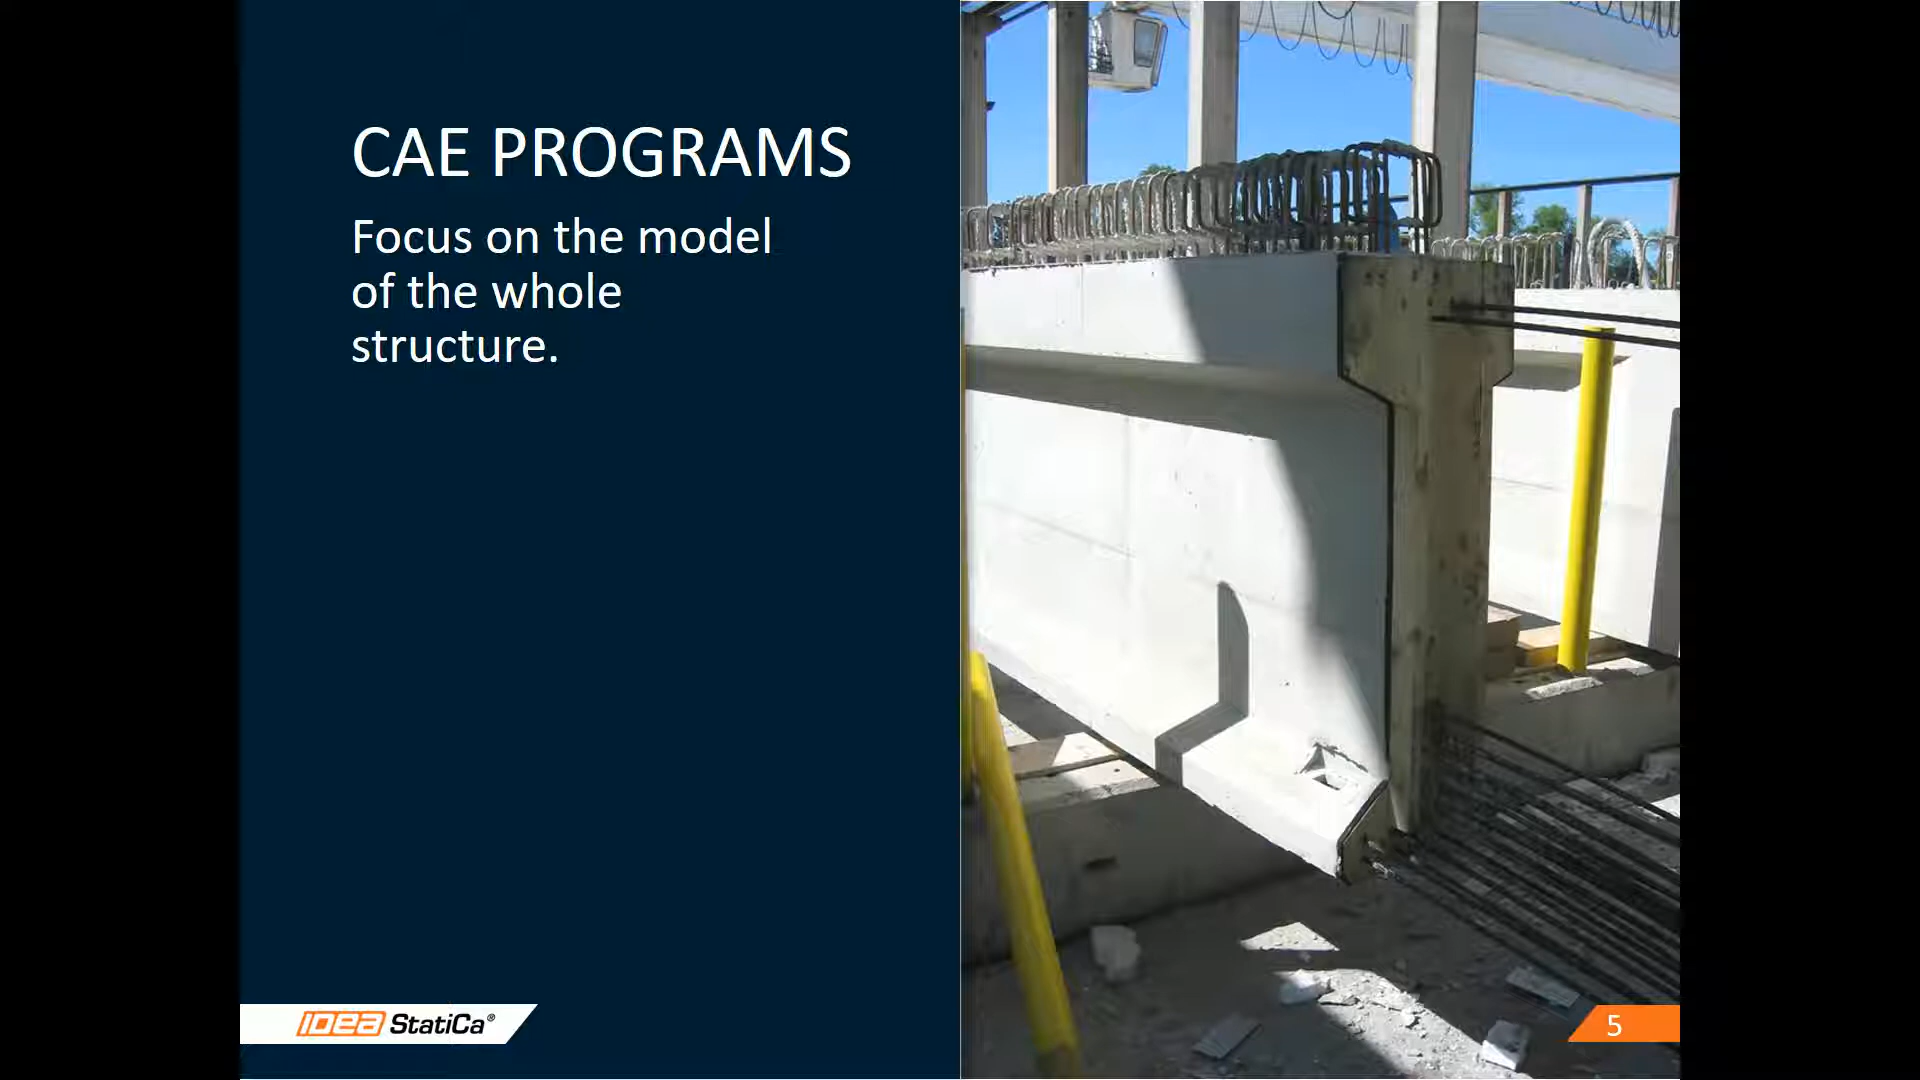 CAE PROGRAMS
Focus on the model
of the whole
structure.
IDEA StatiCa®
5